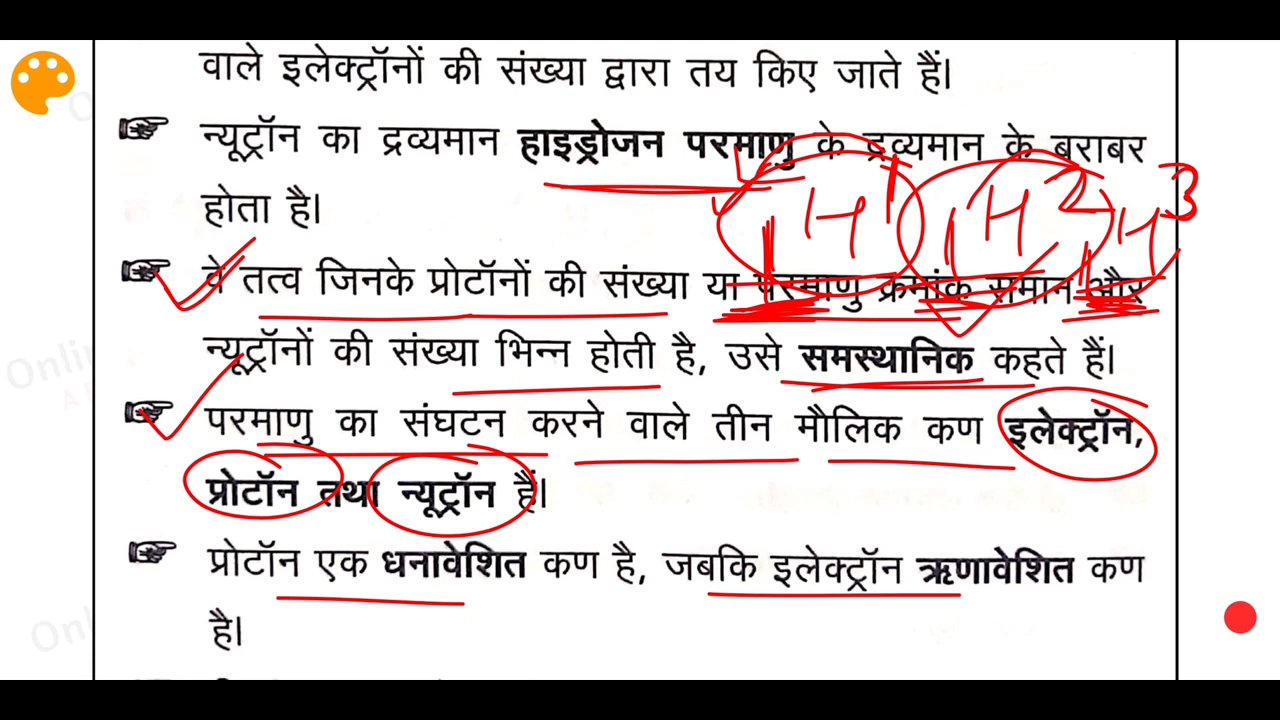 वाले इलेक्ट्रॉनों की संख्या द्वारा तय किए जाते हैं।
न्यूट्रॉन का द्रव्यमान हाइड्रोजन परमाणु के द्रव्यमान के बराबर
होता है।
1H1 1H2 1H3
वे तत्व जिनके प्रोटॉनों की संख्या या परमाणु क्रमांक समान और
न्यूट्रॉनों की संख्या भिन्न होती है, उसे समस्थानिक कहते हैं।
परमाणु का संघटन करने वाले तीन मौलिक कण इलेक्ट्रॉन,
प्रोटॉन तथा न्यूट्रॉन हैं।
प्रोटॉन एक धनावेशित कण है, जबकि इलेक्ट्रॉन ऋणावेशित कण
है।